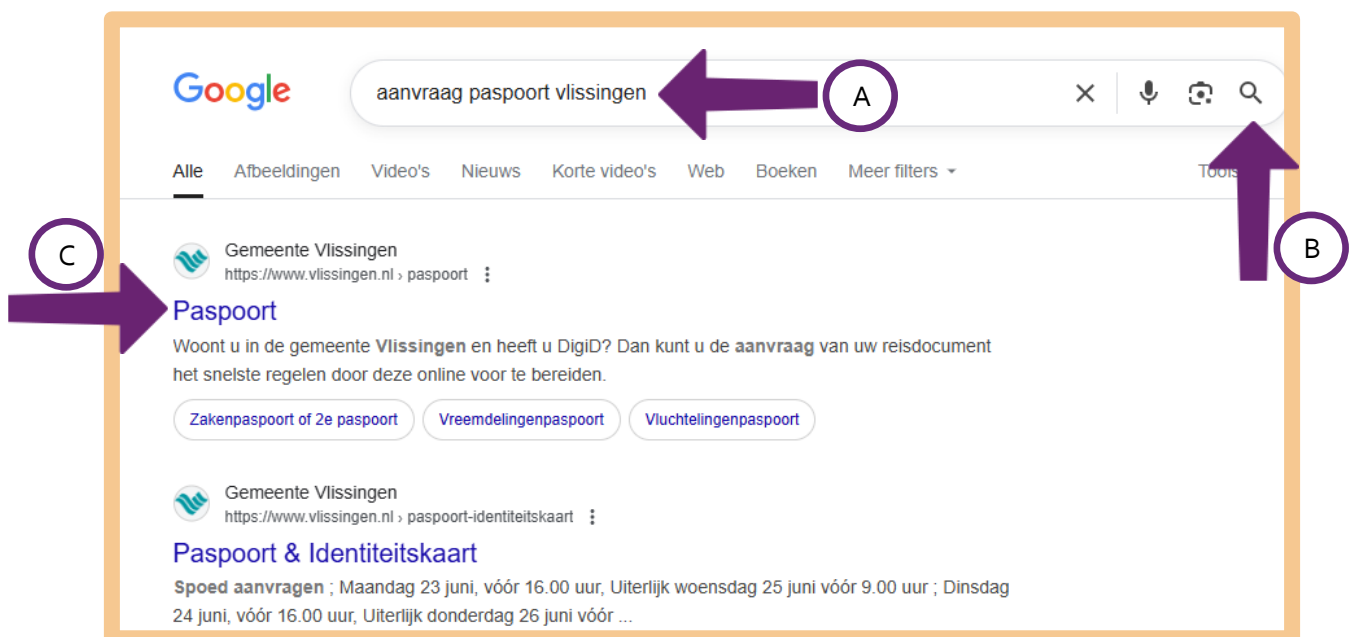 Google
aanvraag paspoort vlissingen
A
Alle Afbeeldingen Video's Nieuws Korte video's Web Boeken Meer filters
B
C
Gemeente Vlissingen
https://www.vlissingen.nl › paspoort
Paspoort
Woont u in de gemeente Vlissingen en heeft u DigiD? Dan kunt u de aanvraag van uw reisdocument
het snelste regelen door deze online voor te bereiden.
Zakenpaspoort of 2e paspoort Vreemdelingenpaspoort Vluchtelingenpaspoort
Gemeente Vlissingen
https://www.vlissingen.nl › paspoort-identiteitskaart
Paspoort & Identiteitskaart
Spoed aanvragen ; Maandag 23 juni, vóór 16.00 uur, Uiterlijk woensdag 25 juni vóór 9.00 uur ; Dinsdag
24 juni, vóór 16.00 uur, Uiterlijk donderdag 26 juni vóór ...